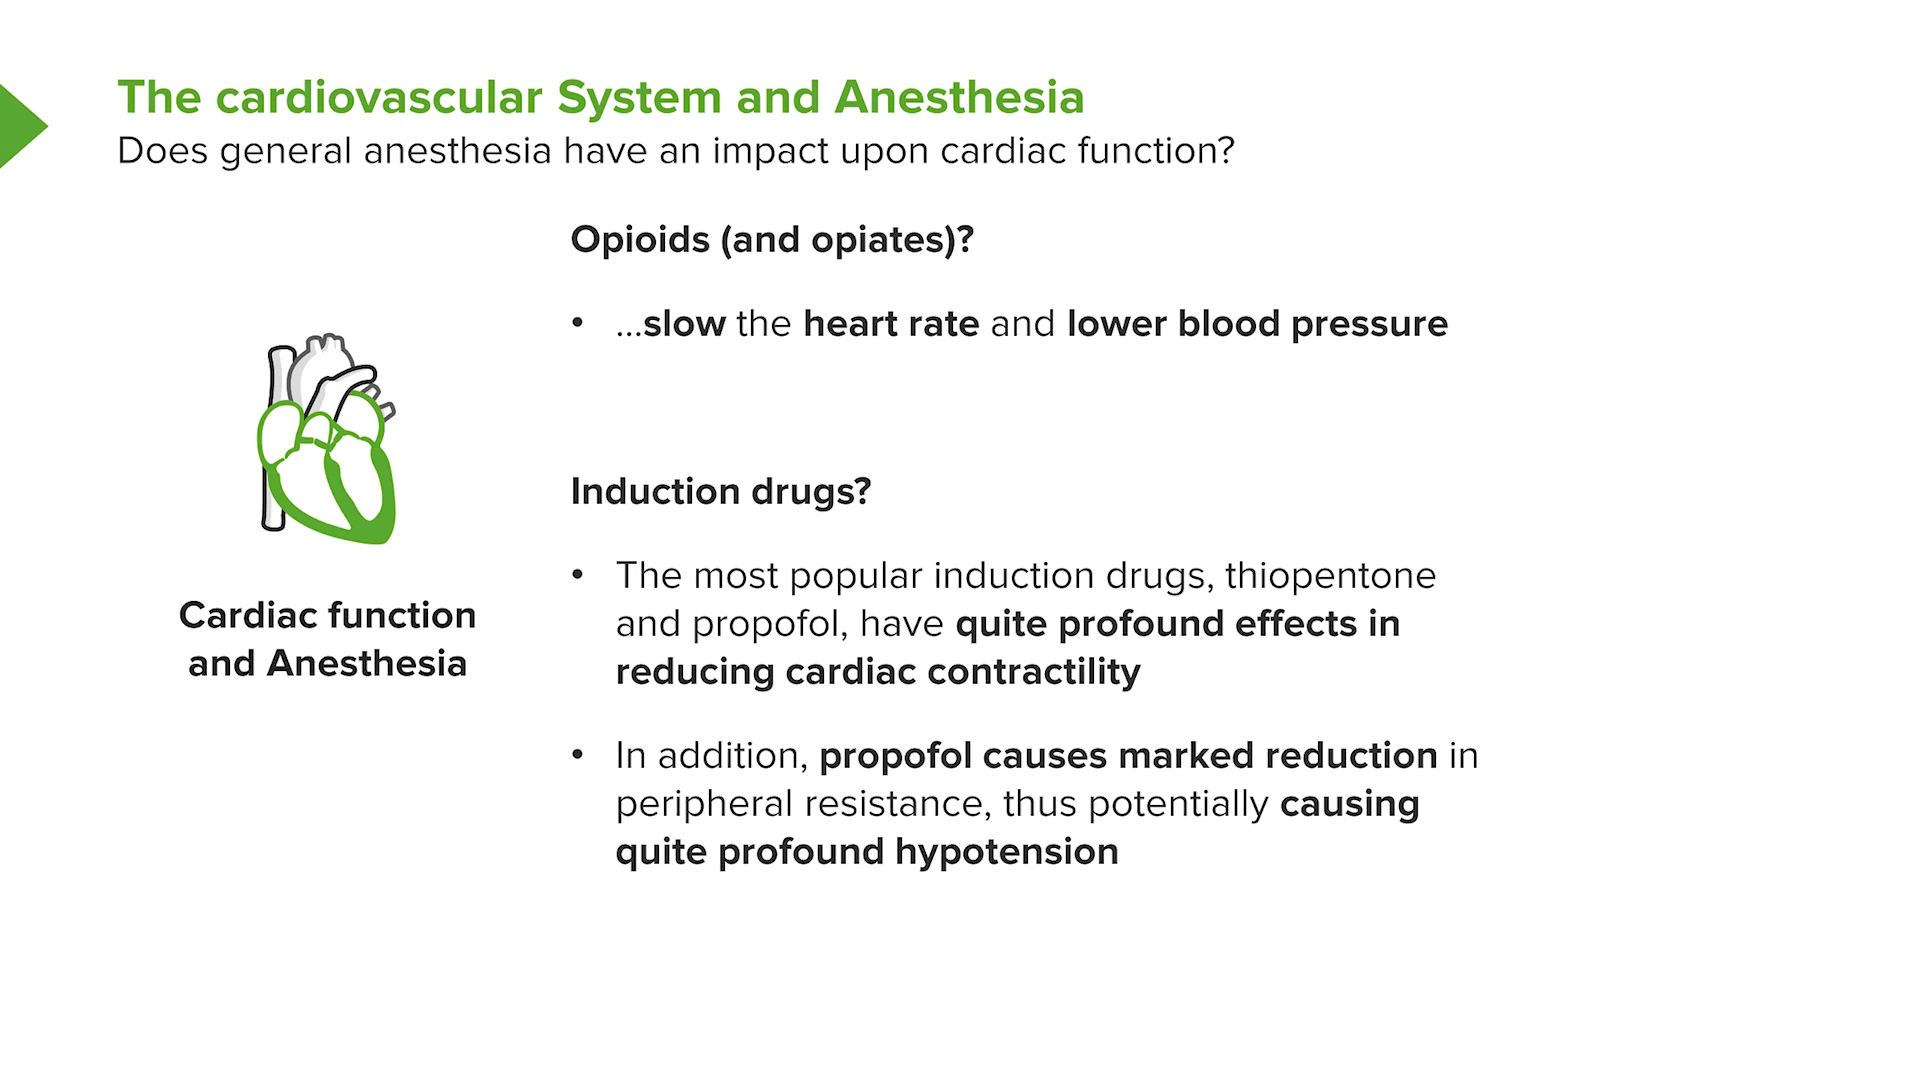 The cardiovascular System and Anesthesia
Does general anesthesia have an impact upon cardiac function?
Opioids (and opiates)?
• ...slow the heart rate and lower blood pressure
Cardiac function
and Anesthesia
Induction drugs?
• The most popular induction drugs, thiopentone
and propofol, have quite profound effects in
reducing cardiac contractility
• In addition, propofol causes marked reduction in
peripheral resistance, thus potentially causing
quite profound hypotension